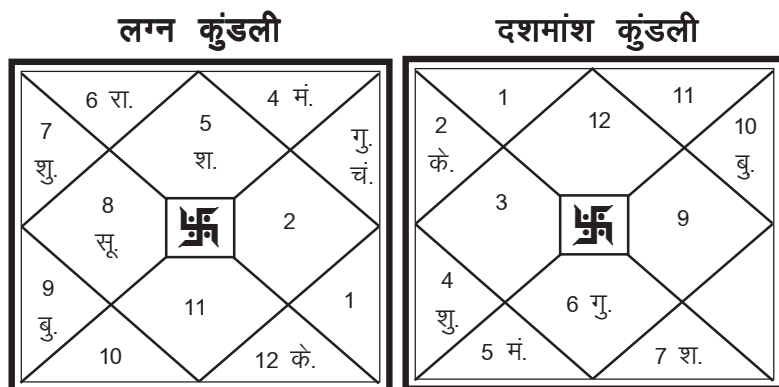 लग्न कुंडली
6 रा.
4 मं.
7
शु.
5
श.
गु.
चं.
8
सू.
2
9
बु.
11
1
10
12 के.
दशमांश कुंडली
1
11
2
के.
12
10
बु.
3
9
4
शु.
6 गु.
5 मं.
7 श.